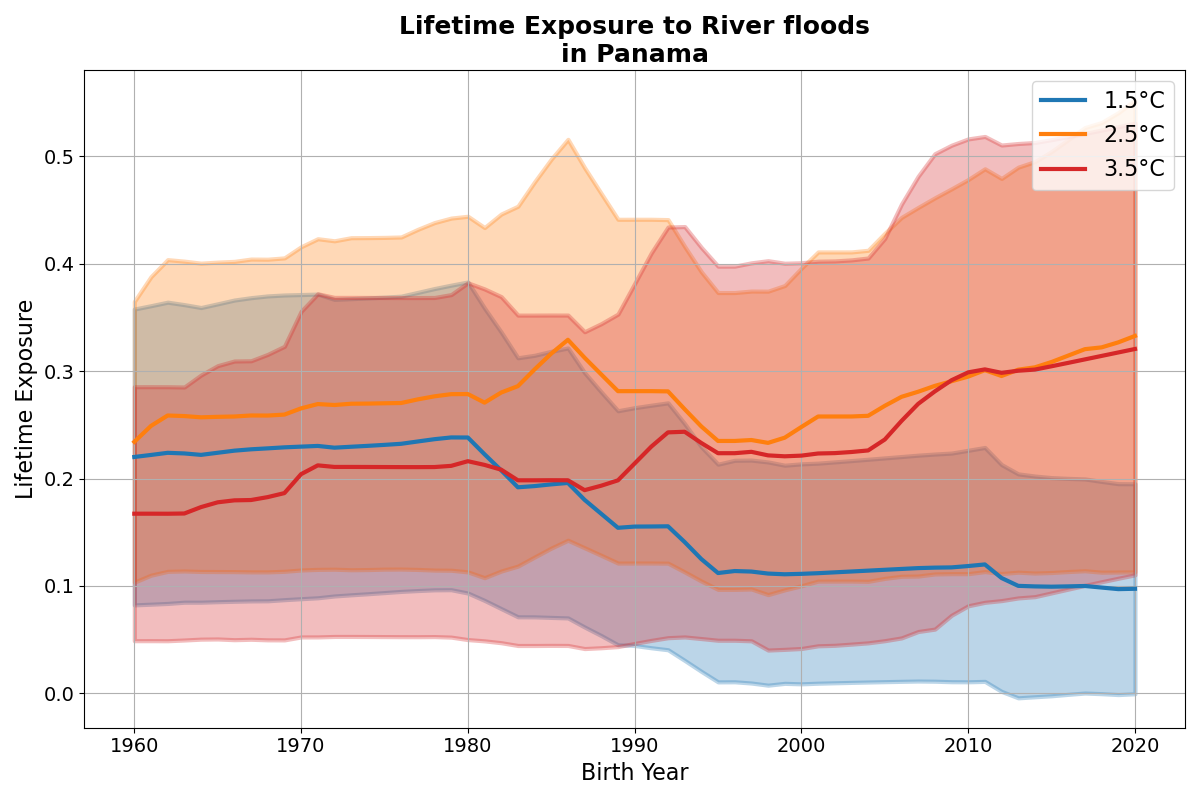 Lifetime Exposure to River floods
in Panama
1.5°C
2.5°C
3.5°C
Lifetime Exposure
0.5
0.4
0.3
0.2
0.1
0.0
1960 1970 1980 1990 2000 2010 2020
Birth Year